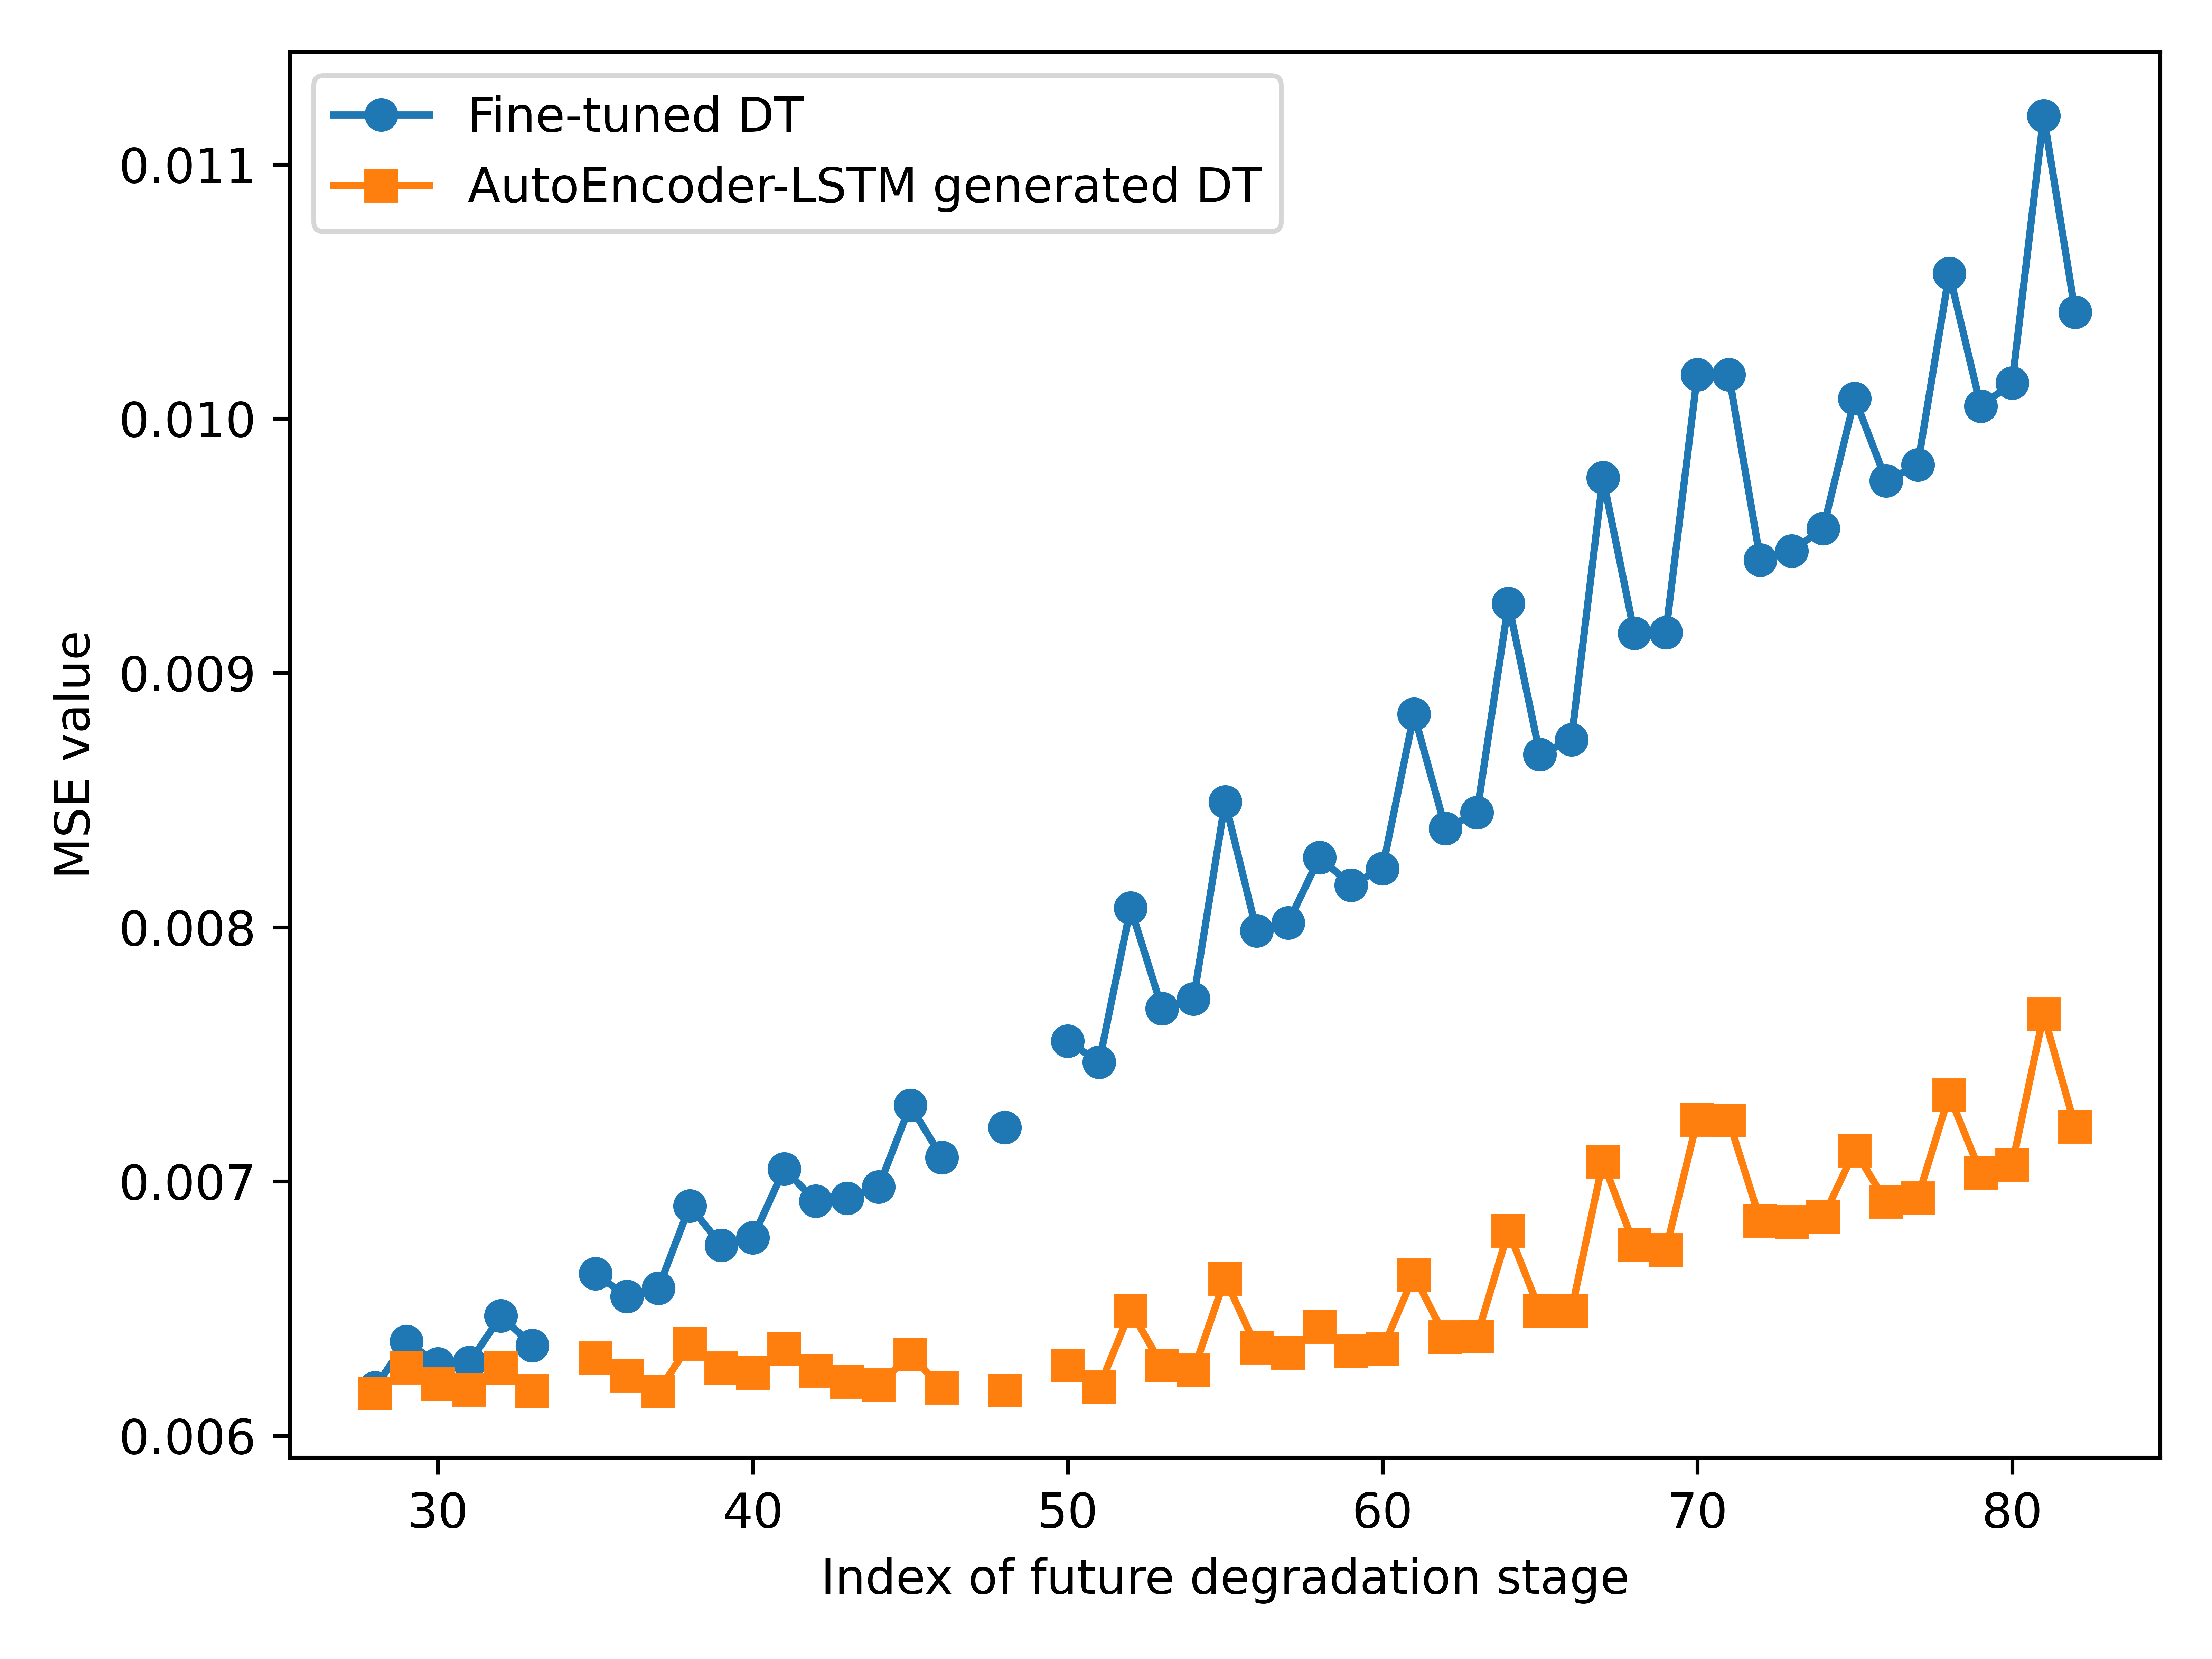 Fine-tuned DT
AutoEncoder-LSTM generated DT
0.011
0.010
0.009
0.008
0.007
0.006
MSE value
30 40 50 60 70 80
Index of future degradation stage